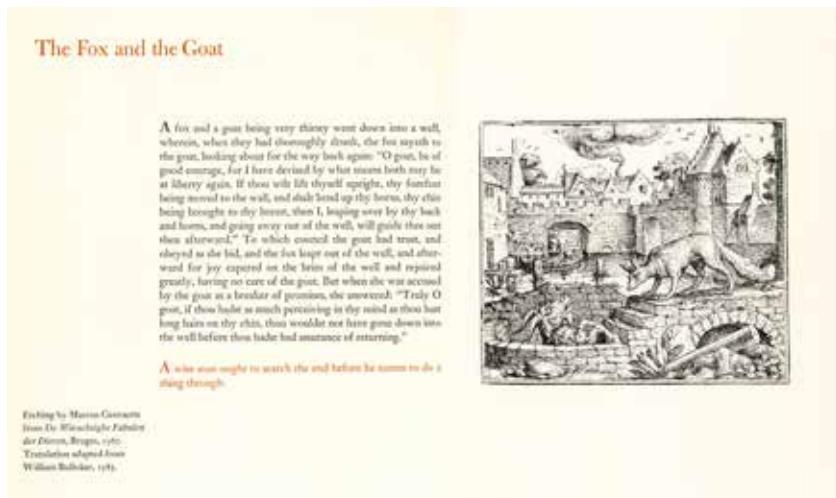 The Fox and the Goat
A fox and a goat being very thirsty went down into a well,
wherein, when they had thoroughly drunk, the fox sayeth to
the goat, looking about for the way back again: "O goat, be of
good courage, for I have devised by what means both may be
at liberty again. If thou wilt lift thyself upright, thy forefeet
being moved to the wall, and shalt bend up thy horns, thy chin
being brought to thy breast, then I, leaping over by thy back
and horns, and going away out of the well, will guide thee out
thou afterward." To which council the goat had trust, and
obeyed as she bid, and the fox leapt out of the well, and after-
ward for joy capered on the brim of the well and rejoiced
greatly, having no care of the goat. But when she was accused
by the goat as a breaker of promises, she answered: "Truly O
goat, if thou hadst as much perceiving in thy mind as thou hast
long hairs on thy chin, thou wouldst not have gone down into
the well before thou hadst had assurance of returning."
A wise man ought to search the end before he cometh to do a
thing through.
Etching by Marcus Gheeraerts
from De Warachtighe Fabulen
der Dieren, Bruges, 1567.
Translation adapted from
William Bullokar, 1585.